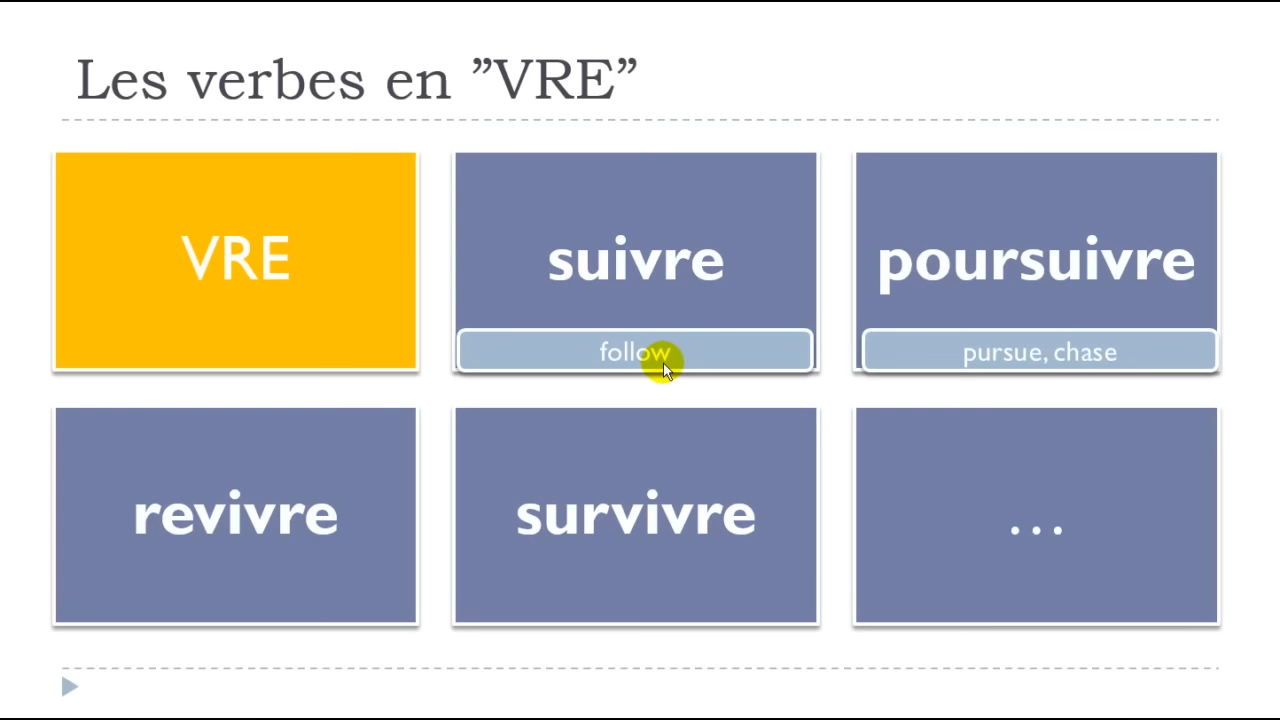 Les verbes en ”VRE”
VRE
suivre
follow
poursuivre
pursue, chase
revivre
survivre
...